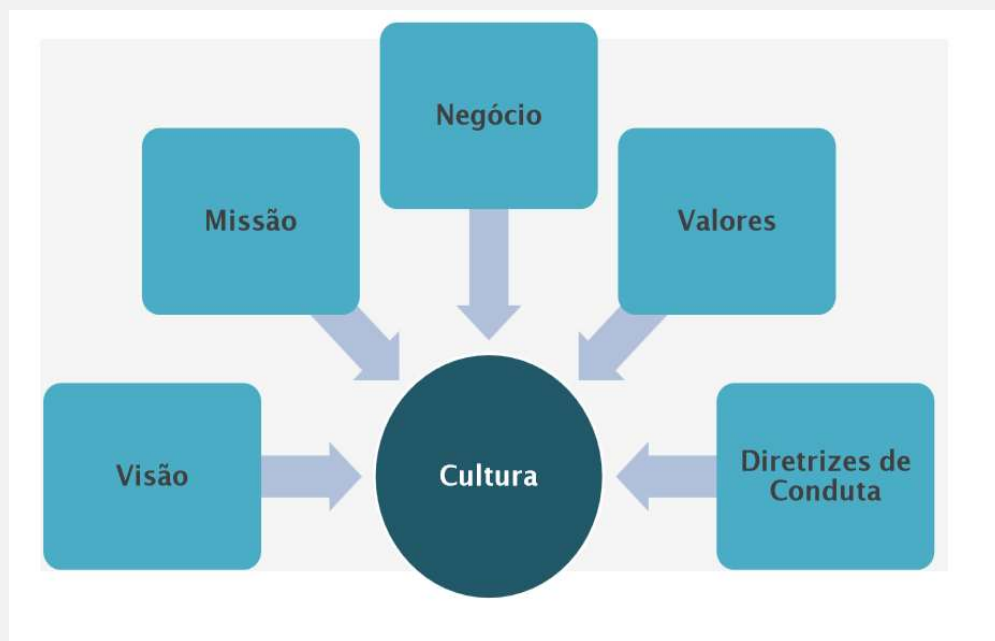 Negócio
Missão
Valores
Visão
Cultura
Diretrizes de
Conduta